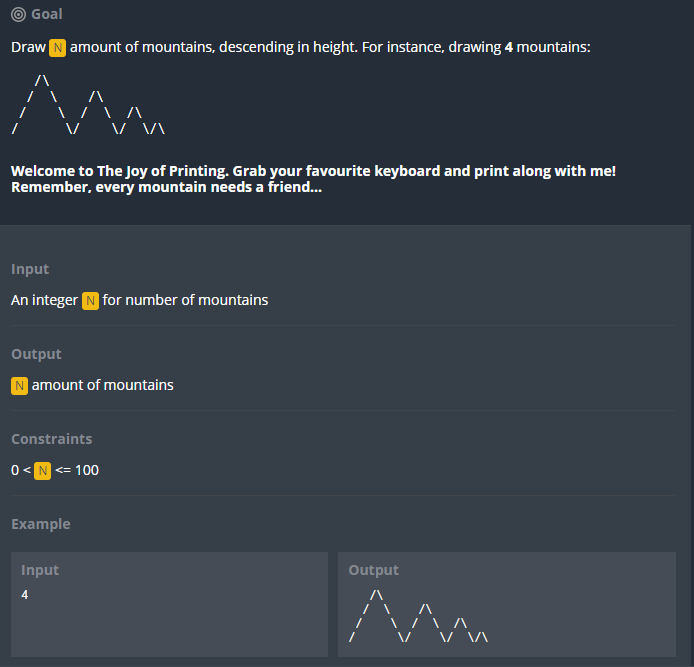 Goal
Draw N amount of mountains, descending in height. For instance, drawing 4 mountains:
   /\
  /  \    /\
 /    \  /  \  /\
/      \/    \/  \/\
Welcome to The Joy of Printing. Grab your favourite keyboard and print along with me!
Remember, every mountain needs a friend...
Input
An integer N for number of mountains
Output
N amount of mountains
Constraints
0 < N <= 100
Example
Input
4
Output
   /\
  /  \    /\
 /    \  /  \  /\
/      \/    \/  \/\